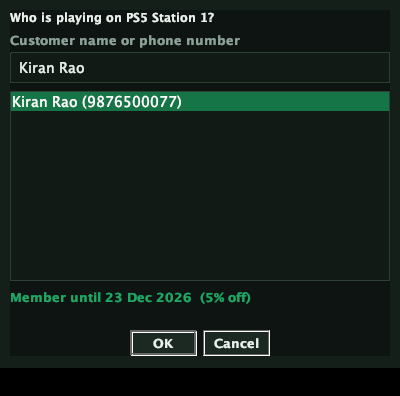 Who is playing on PS5 Station 1?
Customer name or phone number
Kiran Rao
Kiran Rao (9876500077)
Member until 23 Dec 2026 (5% off)
OK Cancel